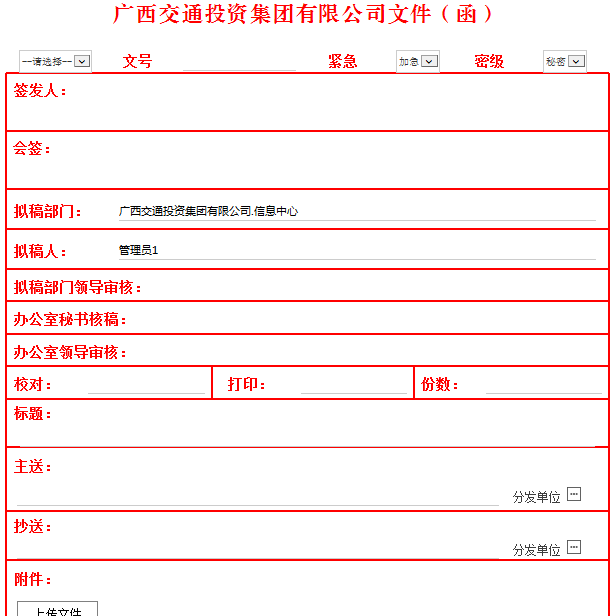 广西交通投资集团有限公司文件（函）
--请选择-- 文号 紧急 加急 密级 秘密
签发人：
会签：
拟稿部门： 广西交通投资集团有限公司.信息中心
拟稿人： 管理员1
拟稿部门领导审核：
办公室秘书核稿：
办公室领导审核：
校对： 打印： 份数：
标题：
主送：
分发单位 ...
抄送：
分发单位 ...
附件：
上传文件